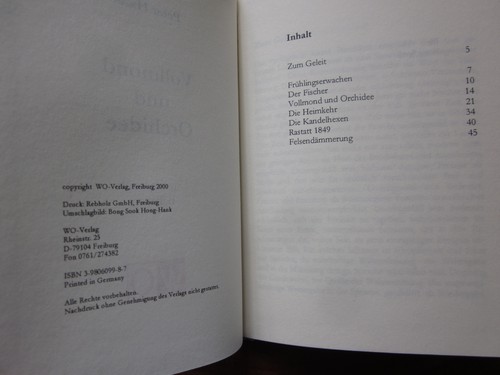 copyright WO-Verlag, Freiburg 2000
Druck: Rebholz GmbH, Freiburg
Umschlagbild: Bong Sook Hong-Hank
WO-Verlag
Rheinstr. 25
D-79104 Freiburg
Fon 0761/274382
ISBN 3-9806095-8-7
Printed in Germany
Alle Rechte vorbehalten.
Nachdruck ohne Genehmigung des Verlags nicht gestattet.
Inhalt
Zum Geleit 5
Frühlingserwachen 7
Der Fischer 10
Vollmond und Orchidee 14
Die Heimkehr 21
Die Kandelhexen 34
Rastatt 1849 40
Felsendämmerung 45